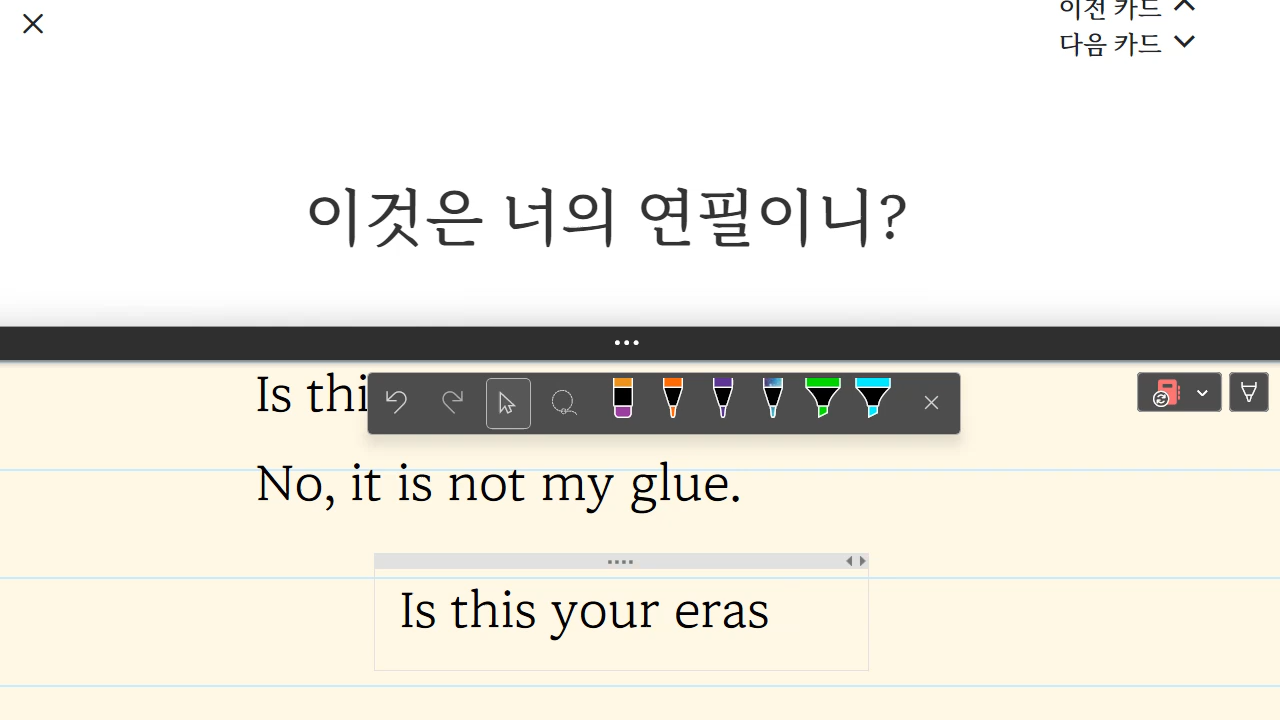 이전 카드
다음 카드
이것은 너의 연필이니?
Is thi
No, it is not my glue.
Is this your eras